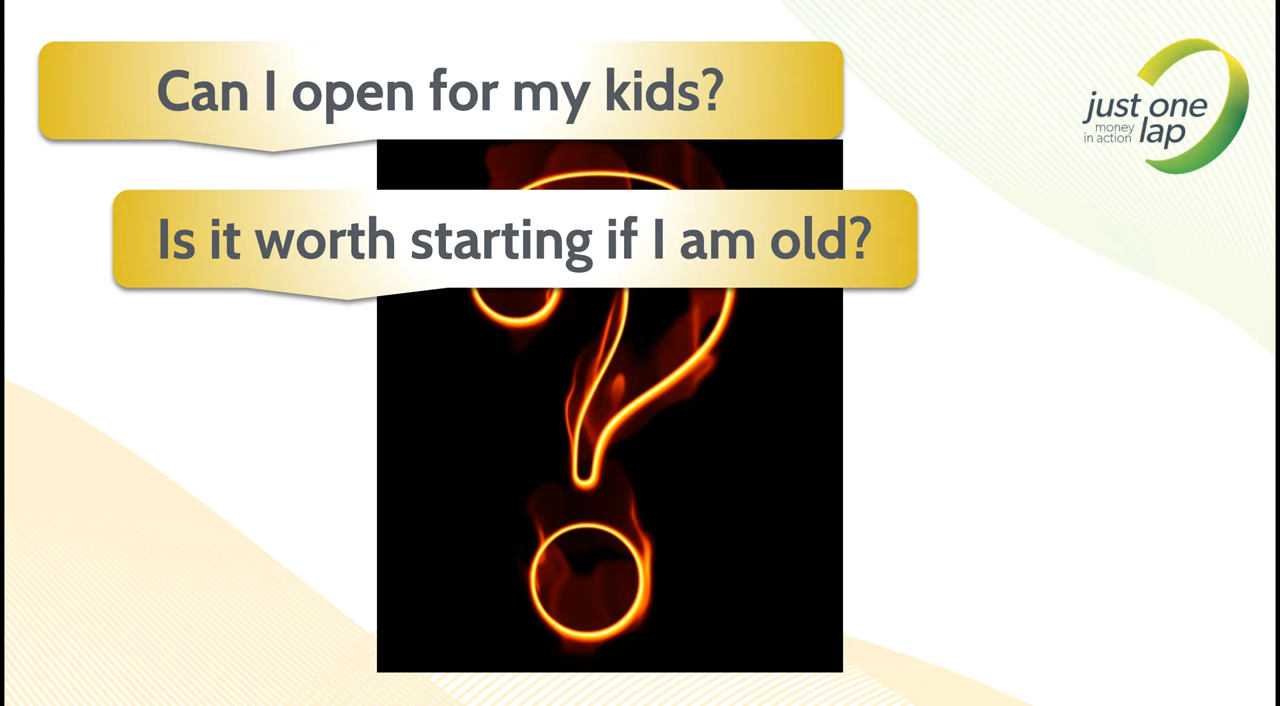 Can I open for my kids?
Is it worth starting if I am old?
just one
money
in action lap